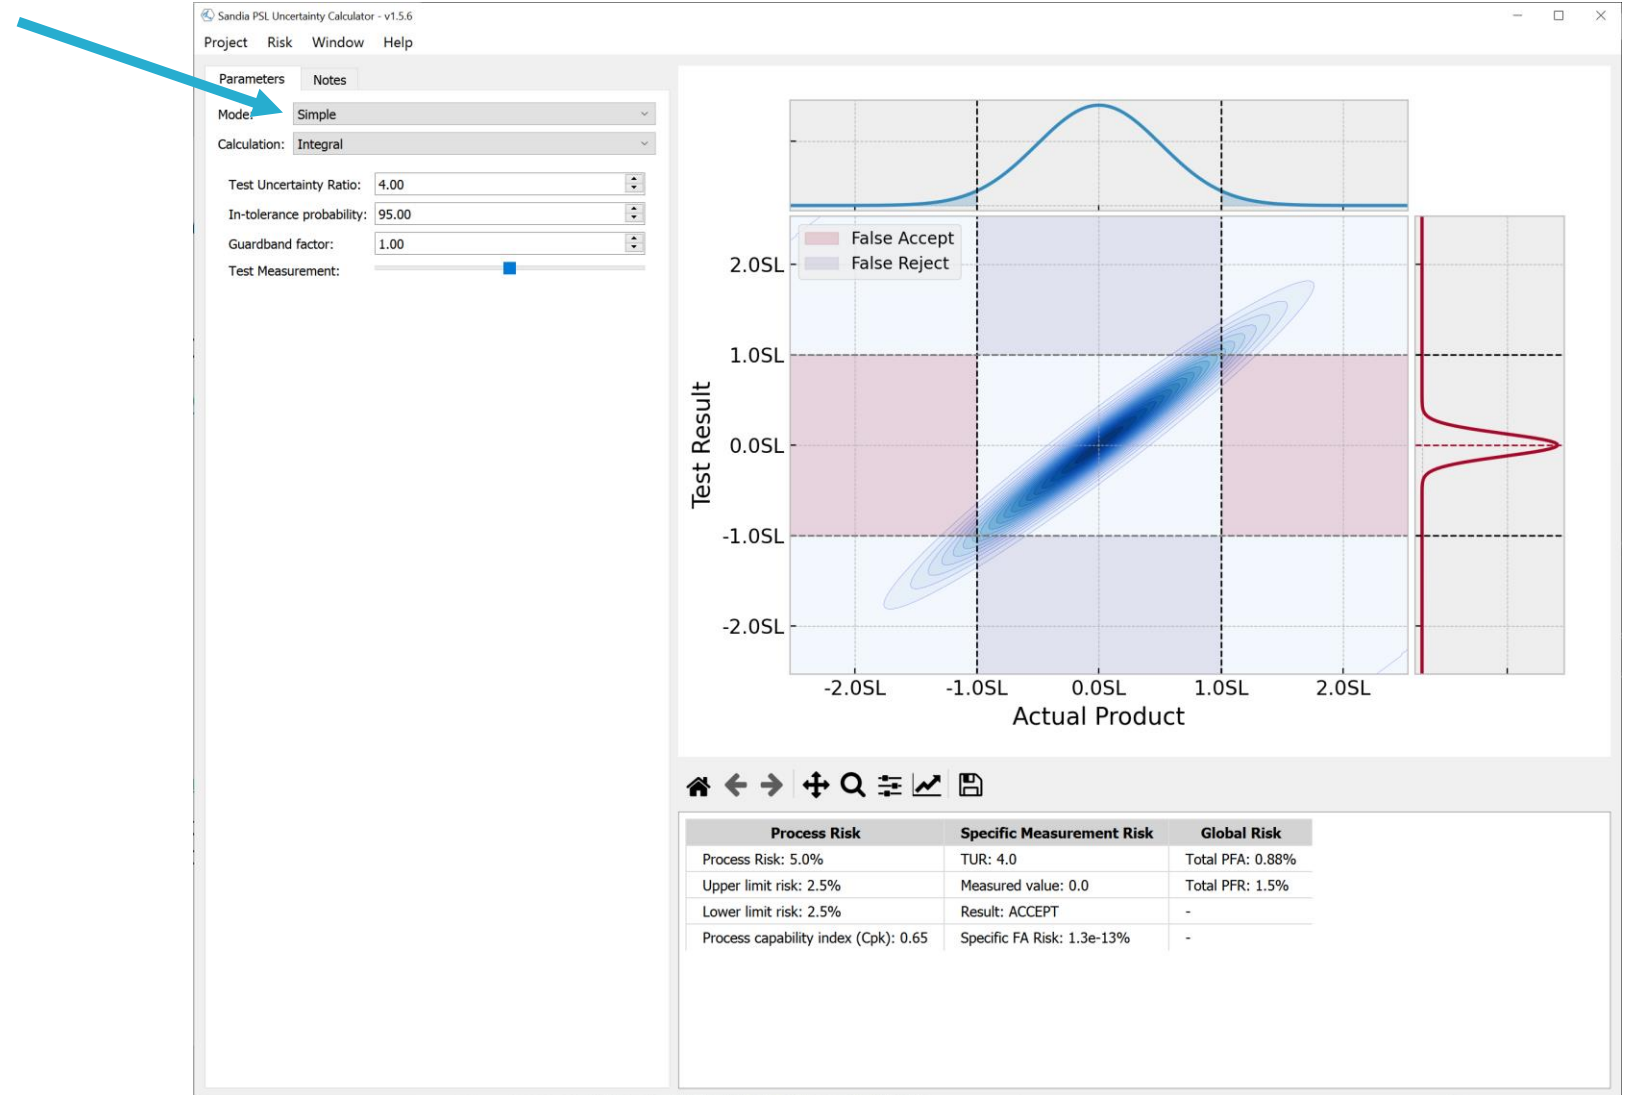 Sandia PSL Uncertainty Calculator - v1.5.6
Project Risk Window Help
Parameters Notes
Mode: Simple
Calculation: Integral
Test Uncertainty Ratio: 4.00
In-tolerance probability: 95.00
Guardband factor: 1.00
Test Measurement:
False Accept
False Reject
2.0SL
1.0SL
0.0SL
-1.0SL
-2.0SL
Test Result
-2.0SL -1.0SL 0.0SL 1.0SL 2.0SL
Actual Product
Process Risk Specific Measurement Risk Global Risk
Process Risk: 5.0% TUR: 4.0 Total PFA: 0.88%
Upper limit risk: 2.5% Measured value: 0.0 Total PFR: 1.5%
Lower limit risk: 2.5% Result: ACCEPT -
Process capability index (Cpk): 0.65 Specific FA Risk: 1.3e-13% -